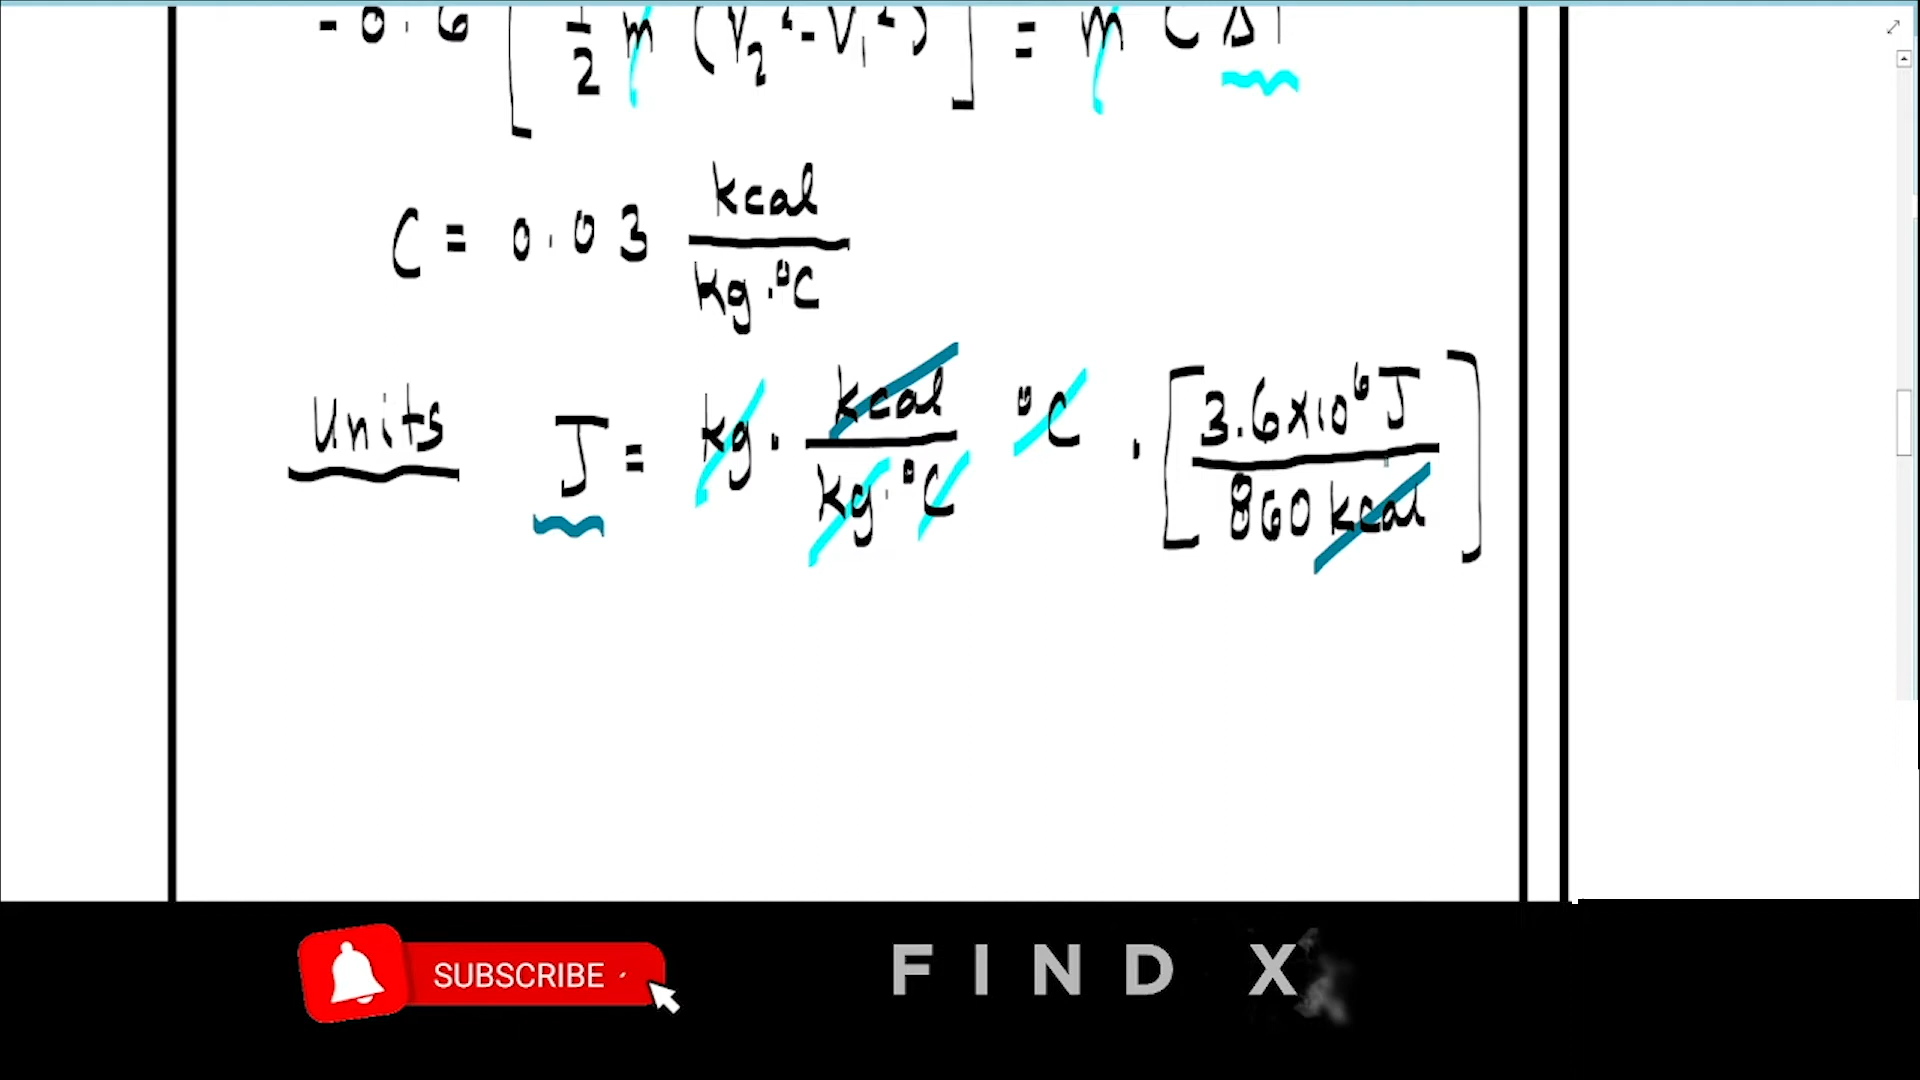 - 0.6 [ 1/2 m (V₂² - V₁²) ] = m C ΔT
C = 0.03 kcal / kg·°C
Units J = kg · kcal / kg·°C °C · [ 3.6×10⁶ J / 860 kcal ]
SUBSCRIBE
FIND X